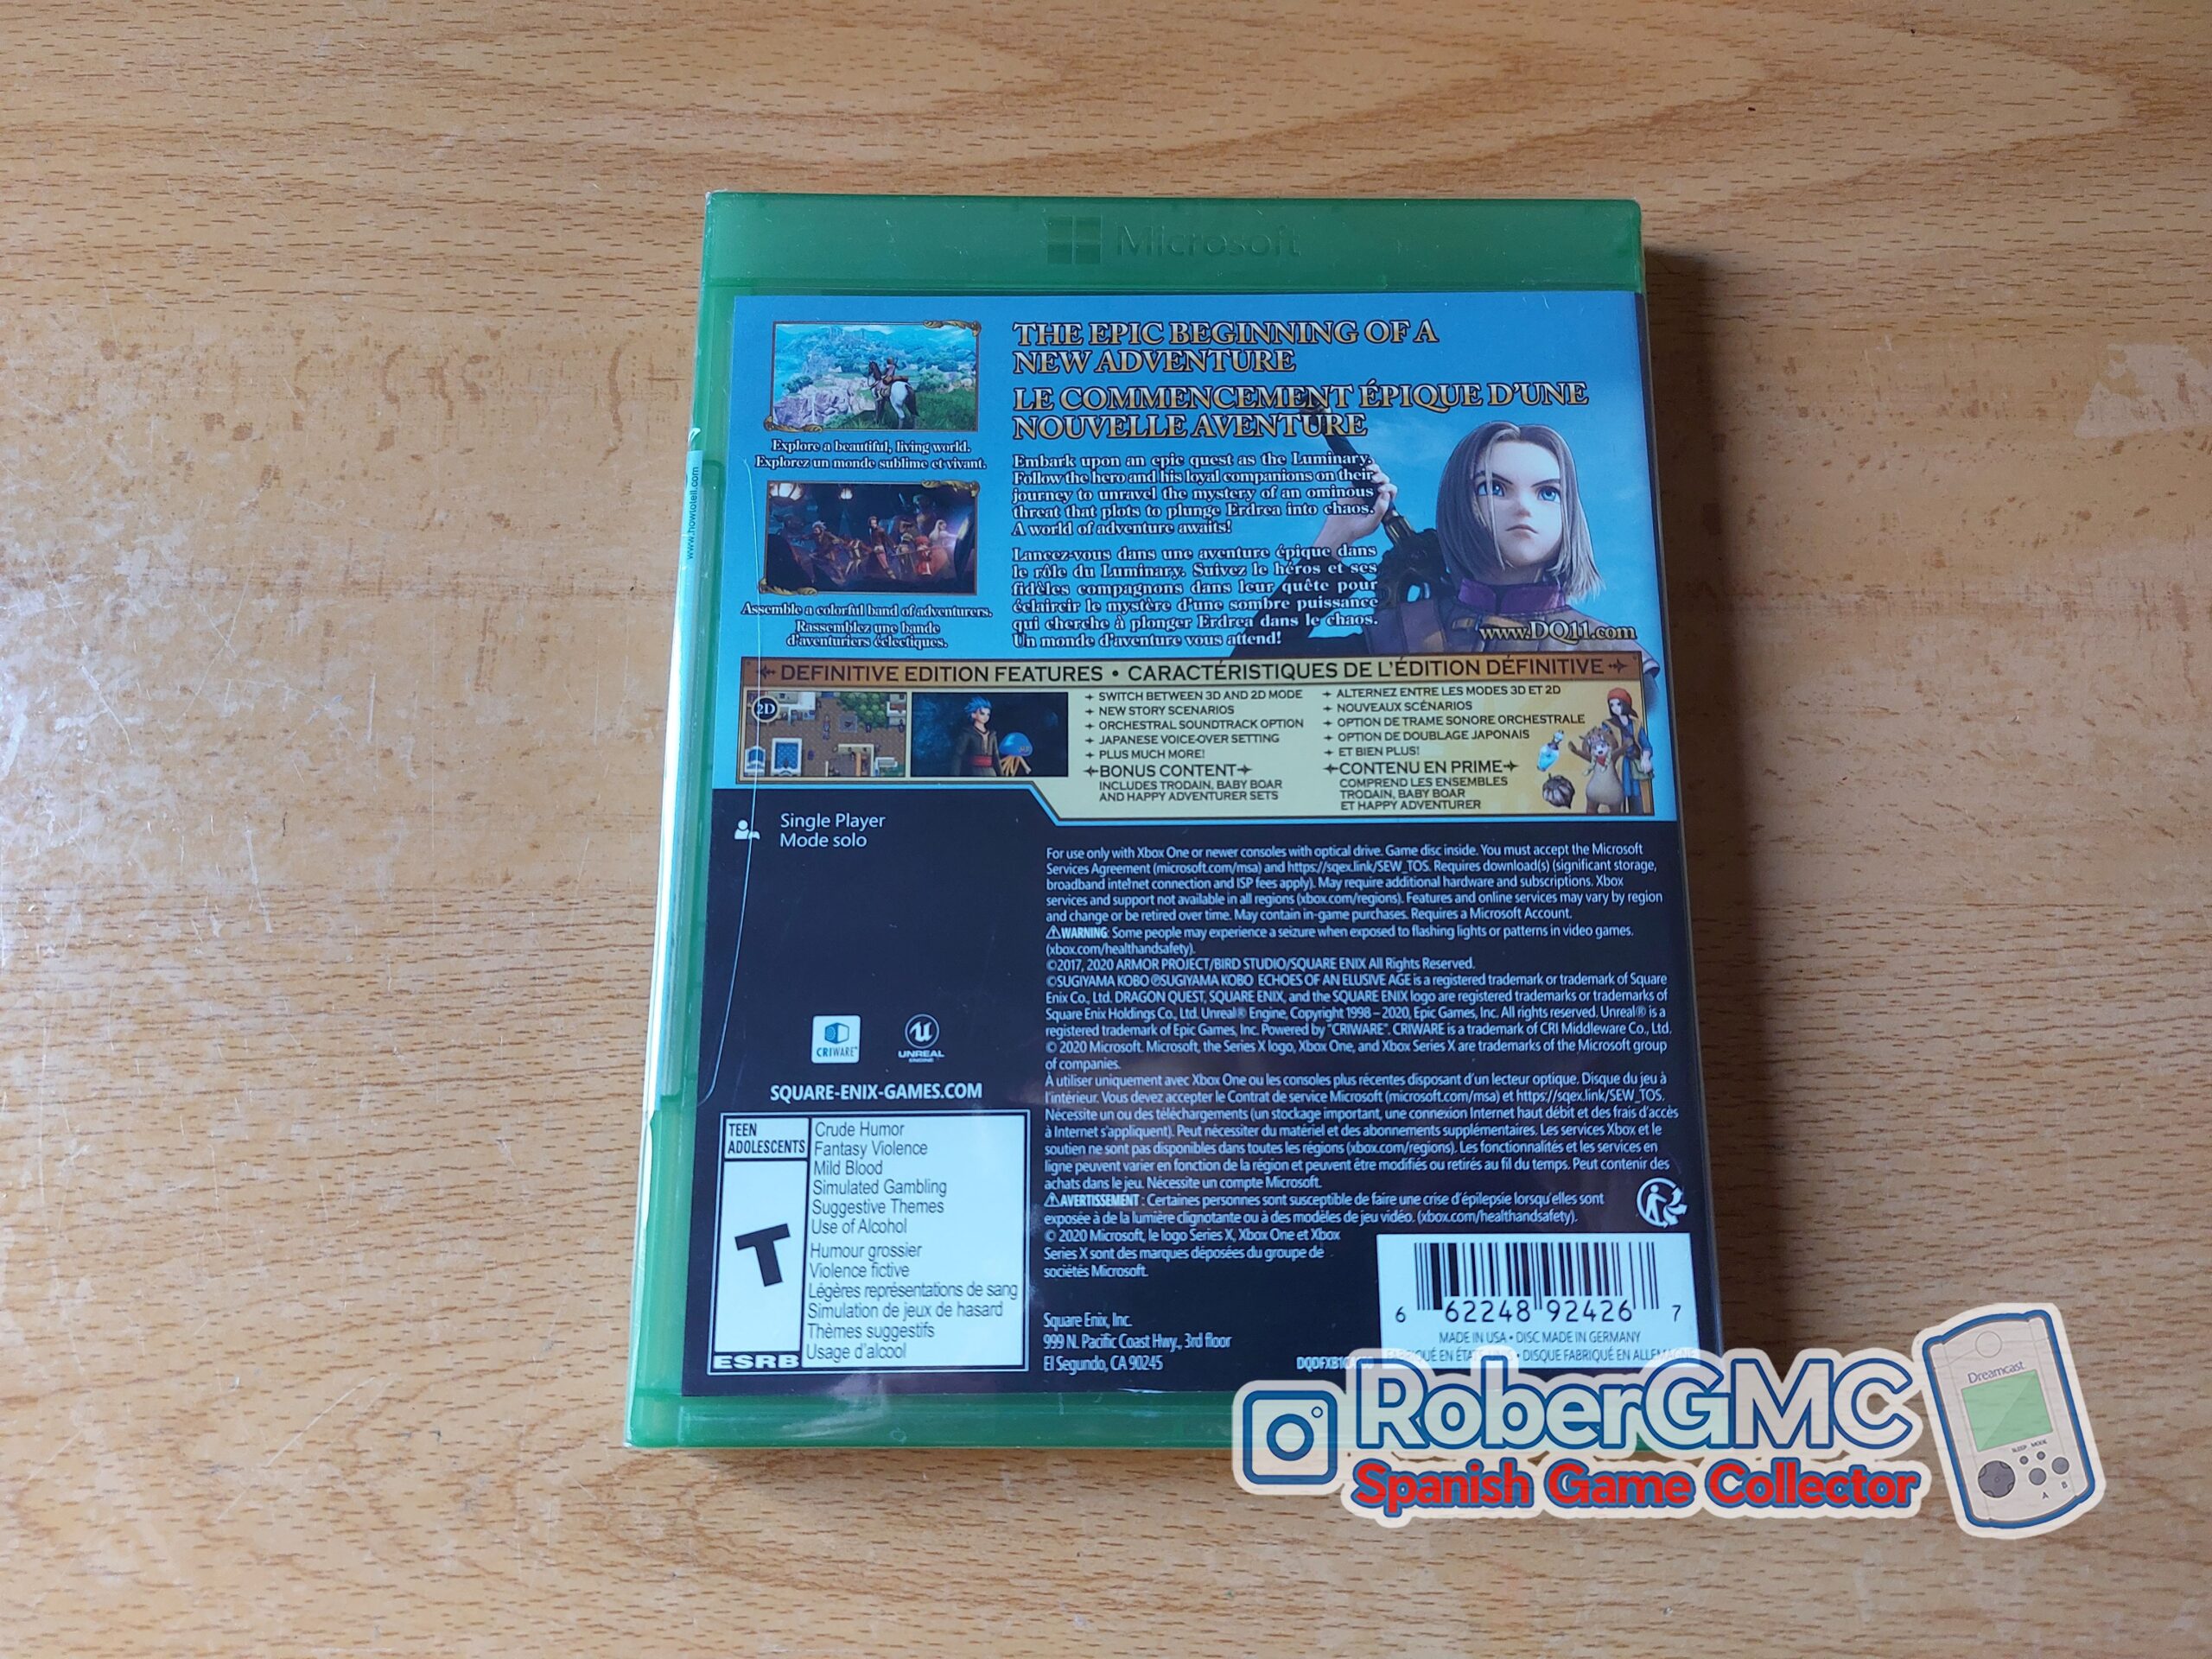 Microsoft
THE EPIC BEGINNING OF A
NEW ADVENTURE
LE COMMENCEMENT ÉPIQUE D'UNE
NOUVELLE AVENTURE
Explore a beautiful, living world.
Explorez un monde sublime et vivant.
Embark upon an epic quest as the Luminary.
Follow the hero and his loyal companions on their
journey to unravel the mystery of an ominous
threat that plots to plunge Erdrea into chaos.
A world of adventure awaits!
Lancez-vous dans une aventure épique dans
le rôle du Luminary. Suivez le héros et ses
fidèles compagnons dans leur quête pour
éclaircir le mystère d'une sombre puissance
qui cherche à plonger Erdrea dans le chaos.
Un monde d'aventure vous attend!
Assemble a colorful band of adventurers.
Rassemblez une bande
d'aventuriers éclectiques.
www.howtotell.com
www.DQ11.com
DEFINITIVE EDITION FEATURES • CARACTÉRISTIQUES DE L'ÉDITION DÉFINITIVE
2D
SWITCH BETWEEN 3D AND 2D MODE
NEW STORY SCENARIOS
ORCHESTRAL SOUNDTRACK OPTION
JAPANESE VOICE-OVER SETTING
PLUS MUCH MORE!
BONUS CONTENT
INCLUDES TRODAIN, BABY BOAR
AND HAPPY ADVENTURER SETS
ALTERNEZ ENTRE LES MODES 3D ET 2D
NOUVEAUX SCÉNARIOS
OPTION DE TRAME SONORE ORCHESTRALE
OPTION DE DOUBLAGE JAPONAIS
ET BIEN PLUS!
CONTENU EN PRIME
COMPREND LES ENSEMBLES
TRODAIN, BABY BOAR
ET HAPPY ADVENTURER
Single Player
Mode solo
For use only with Xbox One or newer consoles with optical drive. Game disc inside. You must accept the Microsoft
Services Agreement (microsoft.com/msa) and https://sqex.link/SEW_TOS. Requires download(s) (significant storage,
broadband internet connection and ISP fees apply). May require additional hardware and subscriptions. Xbox
services and support not available in all regions (xbox.com/regions). Features and online services may vary by region
and change or be retired over time. May contain in-game purchases. Requires a Microsoft Account.
WARNING: Some people may experience a seizure when exposed to flashing lights or patterns in video games.
(xbox.com/healthandsafety).
©2017, 2020 ARMOR PROJECT/BIRD STUDIO/SQUARE ENIX All Rights Reserved.
©SUGIYAMA KOBO ℗SUGIYAMA KOBO ECHOES OF AN ELUSIVE AGE is a registered trademark or trademark of Square
Enix Co., Ltd. DRAGON QUEST, SQUARE ENIX, and the SQUARE ENIX logo are registered trademarks or trademarks of
Square Enix Holdings Co., Ltd. Unreal® Engine, Copyright 1998 – 2020, Epic Games, Inc. All rights reserved. Unreal® is a
registered trademark of Epic Games, Inc. Powered by "CRIWARE". CRIWARE is a trademark of CRI Middleware Co., Ltd.
© 2020 Microsoft. Microsoft, the Series X logo, Xbox One, and Xbox Series X are trademarks of the Microsoft group
of companies.
À utiliser uniquement avec Xbox One ou les consoles plus récentes disposant d'un lecteur optique. Disque du jeu à
l'intérieur. Vous devez accepter le Contrat de service Microsoft (microsoft.com/msa) et https://sqex.link/SEW_TOS.
Nécessite un ou des téléchargements (un stockage important, une connexion Internet haut débit et des frais d'accès
à Internet s'appliquent). Peut nécessiter du matériel et des abonnements supplémentaires. Les services Xbox et le
soutien ne sont pas disponibles dans toutes les régions (xbox.com/regions). Les fonctionnalités et les services en
ligne peuvent varier en fonction de la région et peuvent être modifiés ou retirés au fil du temps. Peut contenir des
achats dans le jeu. Nécessite un compte Microsoft.
AVERTISSEMENT : Certaines personnes sont susceptible de faire une crise d'épilepsie lorsqu'elles sont
exposée à de la lumière clignotante ou à des modèles de jeu vidéo. (xbox.com/healthandsafety).
© 2020 Microsoft, le logo Series X, Xbox One et Xbox
Series X sont des marques déposées du groupe de
sociétés Microsoft.
CRIWARE
UNREAL
ENGINE
SQUARE-ENIX-GAMES.COM
TEEN
ADOLESCENTS
T
ESRB
Crude Humor
Fantasy Violence
Mild Blood
Simulated Gambling
Suggestive Themes
Use of Alcohol
Humour grossier
Violence fictive
Légères représentations de sang
Simulation de jeux de hasard
Thèmes suggestifs
Usage d'alcool
Square Enix, Inc.
999 N. Pacific Coast Hwy., 3rd floor
El Segundo, CA 90245
6 62248 92426 7
MADE IN USA • DISC MADE IN GERMANY
DISQUE FABRIQUÉ EN
RoberGMC
Spanish Game Collector
Dreamcast
SLEEP MODE
A B